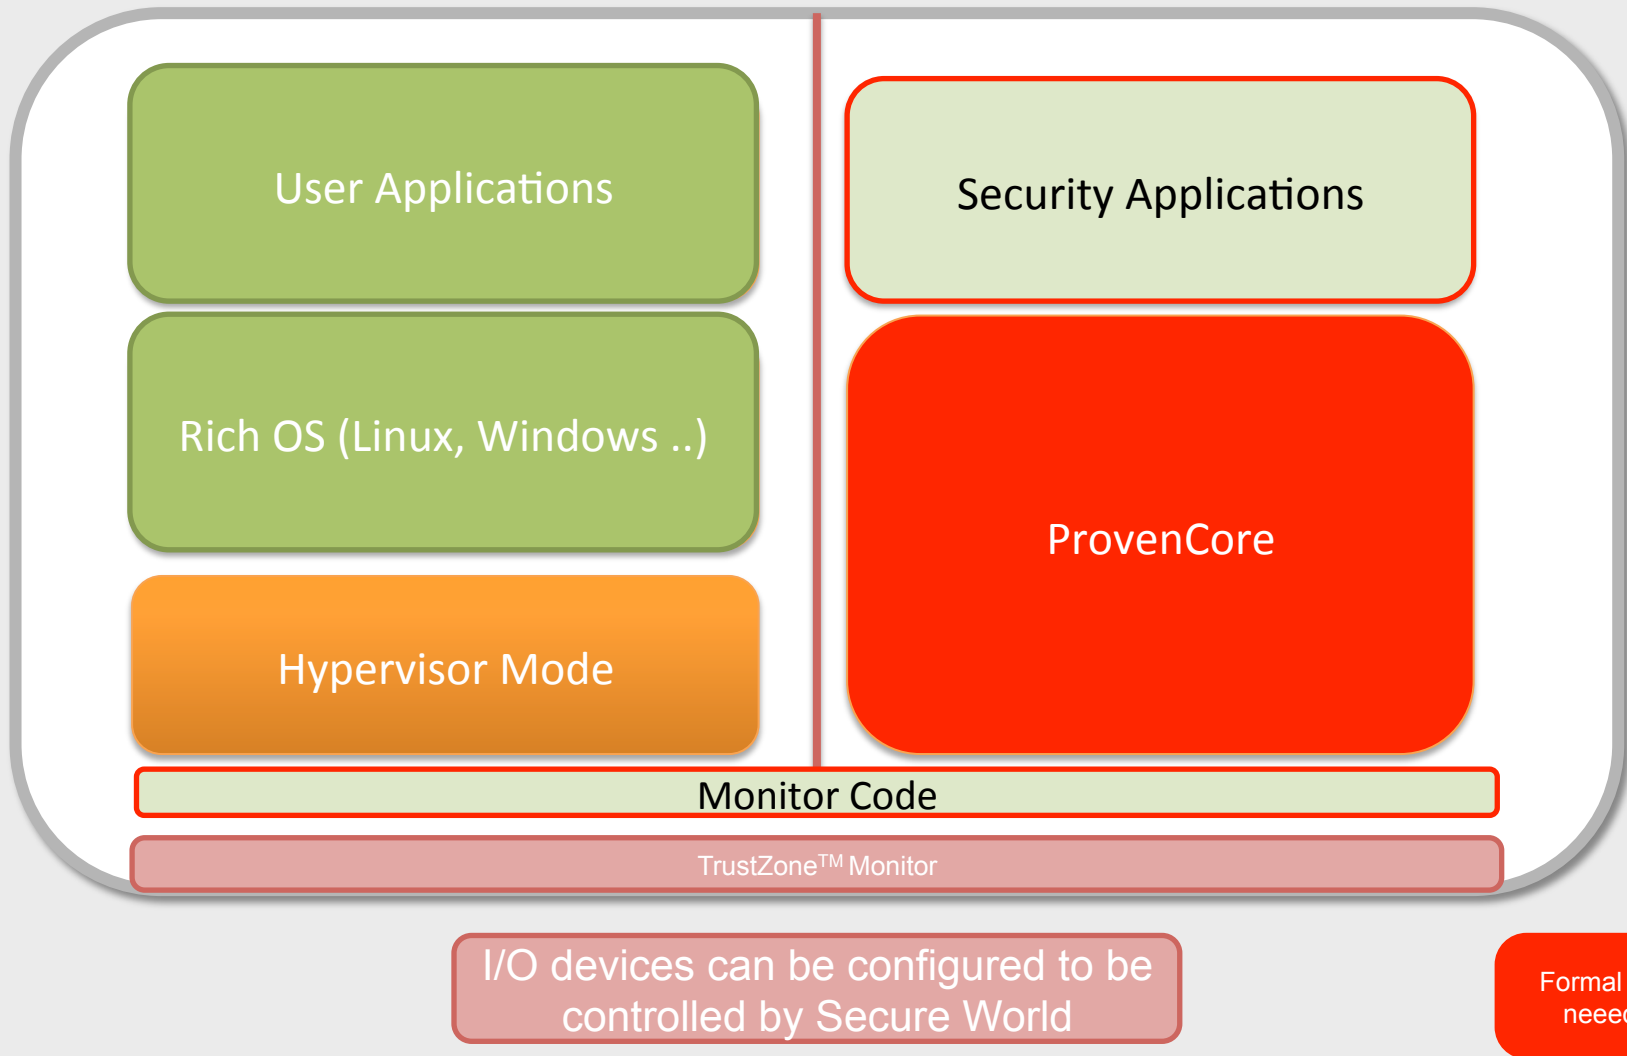 User Applications
Security Applications
Rich OS (Linux, Windows ..)
ProvenCore
Hypervisor Mode
Monitor Code
TrustZone™ Monitor
I/O devices can be configured to be
controlled by Secure World
Formal